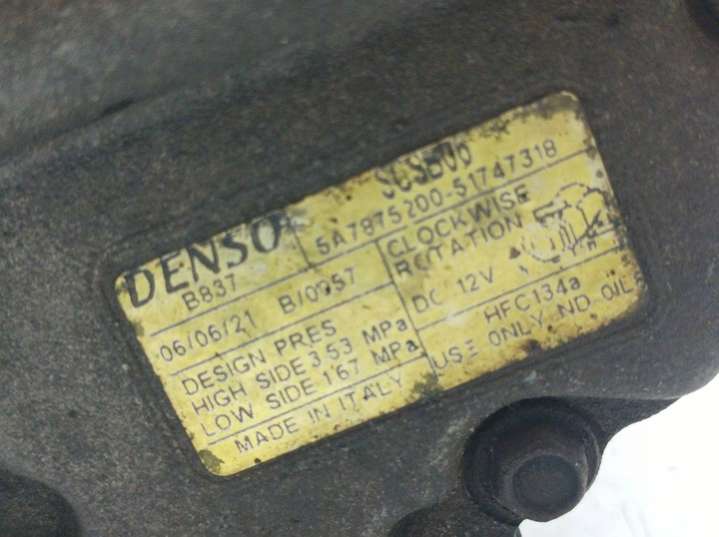 DENSO
SCSB06
B837
5A7875200-51747318
06/06/21 B/0957
CLOCKWISE
ROTATION
DC 12V
DESIGN PRES
HIGH SIDE 3.53 MPa
LOW SIDE 1.67 MPa
HFC134a
USE ONLY ND OIL
MADE IN ITALY